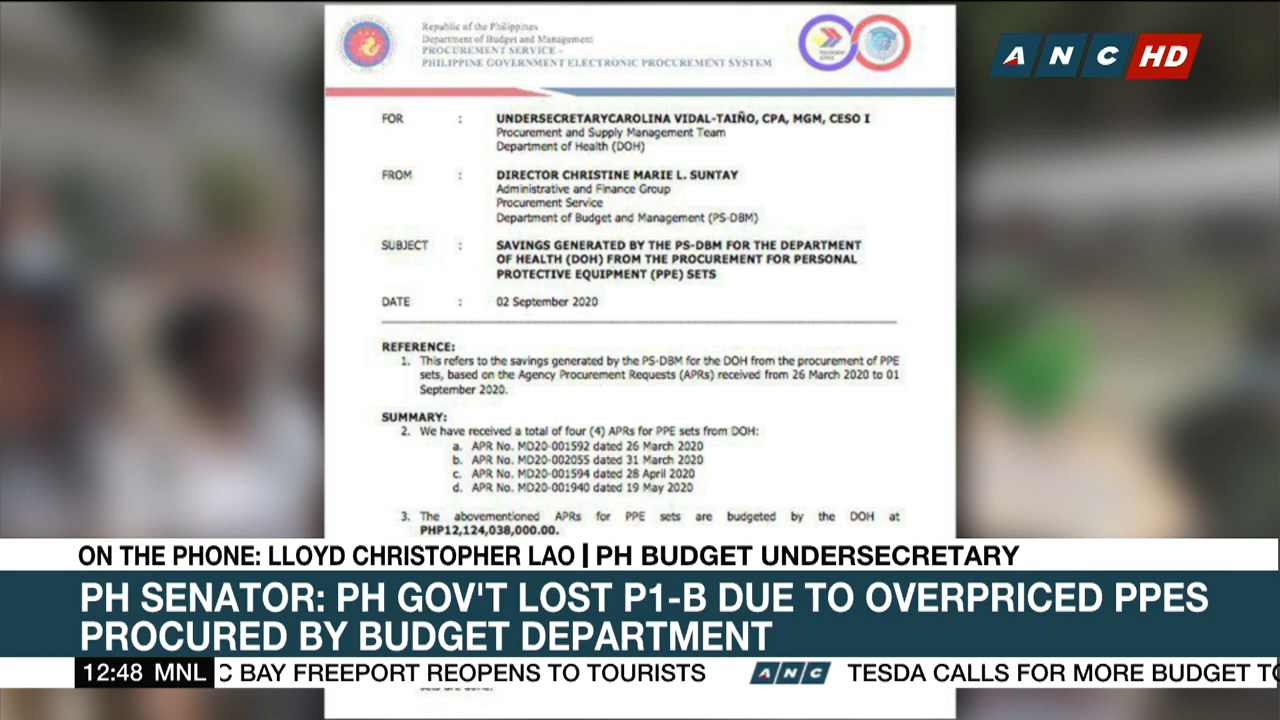 Republic of the Philippines
Department of Budget and Management
PROCUREMENT SERVICE -
PHILIPPINE GOVERNMENT ELECTRONIC PROCUREMENT SYSTEM
ANC HD
FOR : UNDERSECRETARYCAROLINA VIDAL-TAIÑO, CPA, MGM, CESO I
Procurement and Supply Management Team
Department of Health (DOH)
FROM : DIRECTOR CHRISTINE MARIE L. SUNTAY
Administrative and Finance Group
Procurement Service
Department of Budget and Management (PS-DBM)
SUBJECT : SAVINGS GENERATED BY THE PS-DBM FOR THE DEPARTMENT
OF HEALTH (DOH) FROM THE PROCUREMENT FOR PERSONAL
PROTECTIVE EQUIPMENT (PPE) SETS
DATE : 02 September 2020
REFERENCE:
1. This refers to the savings generated by the PS-DBM for the DOH from the procurement of PPE
sets, based on the Agency Procurement Requests (APRs) received from 26 March 2020 to 01
September 2020.
SUMMARY:
2. We have received a total of four (4) APRs for PPE sets from DOH:
a. APR No. MD20-001592 dated 26 March 2020
b. APR No. MD20-002055 dated 31 March 2020
c. APR No. MD20-001594 dated 28 April 2020
d. APR No. MD20-001940 dated 19 May 2020
3. The abovementioned APRs for PPE sets are budgeted by the DOH at
PHP12,124,038,000.00.
ON THE PHONE: LLOYD CHRISTOPHER LAO | PH BUDGET UNDERSECRETARY
PH SENATOR: PH GOV'T LOST P1-B DUE TO OVERPRICED PPES
PROCURED BY BUDGET DEPARTMENT
12:48 MNL C BAY FREEPORT REOPENS TO TOURISTS ANC TESDA CALLS FOR MORE BUDGET TO